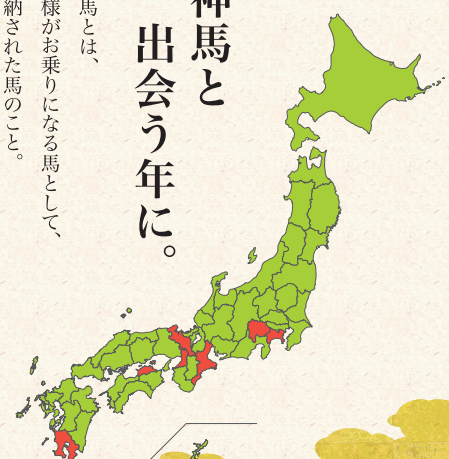 神馬と
出会う年に。
馬とは、
様がお乗りになる馬として、
納された馬のこと。